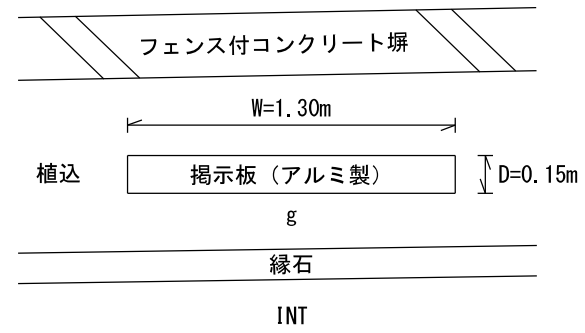 フェンス付コンクリート塀
W=1.30m
植込
掲示板（アルミ製）
D=0.15m
g
縁石
INT